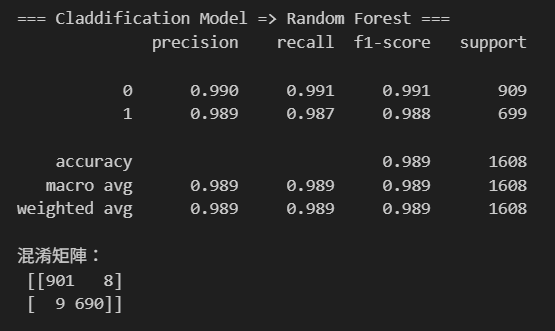 === Claddification Model => Random Forest ===
precision recall f1-score support
0 0.990 0.991 0.991 909
1 0.989 0.987 0.988 699
accuracy 0.989 1608
macro avg 0.989 0.989 0.989 1608
weighted avg 0.989 0.989 0.989 1608
混淆矩陣：
[[901 8]
[ 9 690]]